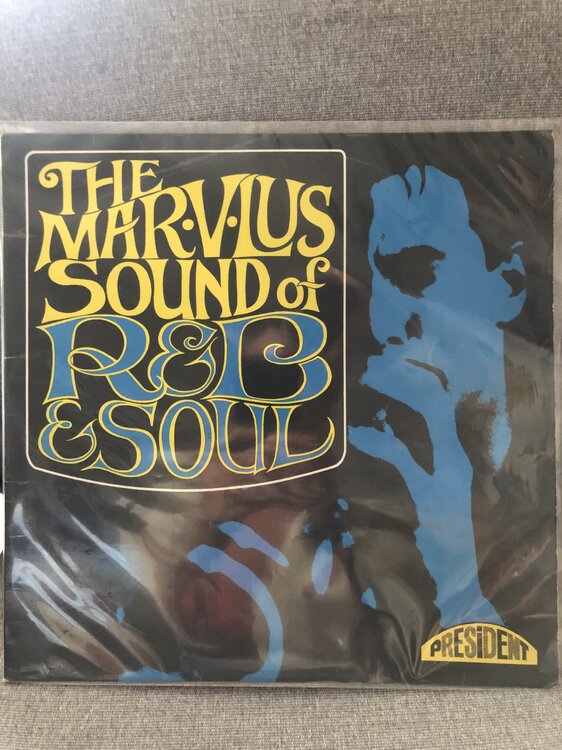 THE
MAR·V·LUS
SOUND of
R&B
& SOUL
PRESiDENT